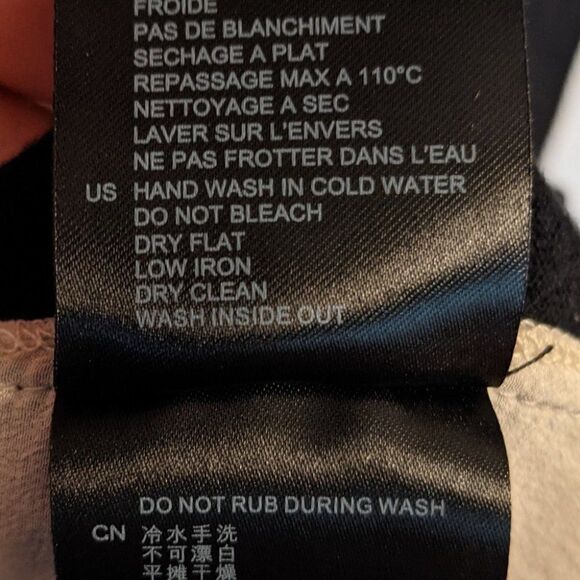 FROIDE
PAS DE BLANCHIMENT
SECHAGE A PLAT
REPASSAGE MAX A 110°C
NETTOYAGE A SEC
LAVER SUR L'ENVERS
NE PAS FROTTER DANS L'EAU
US HAND WASH IN COLD WATER
DO NOT BLEACH
DRY FLAT
LOW IRON
DRY CLEAN
WASH INSIDE OUT
DO NOT RUB DURING WASH
CN 冷水手洗
不可漂白
平摊干燥